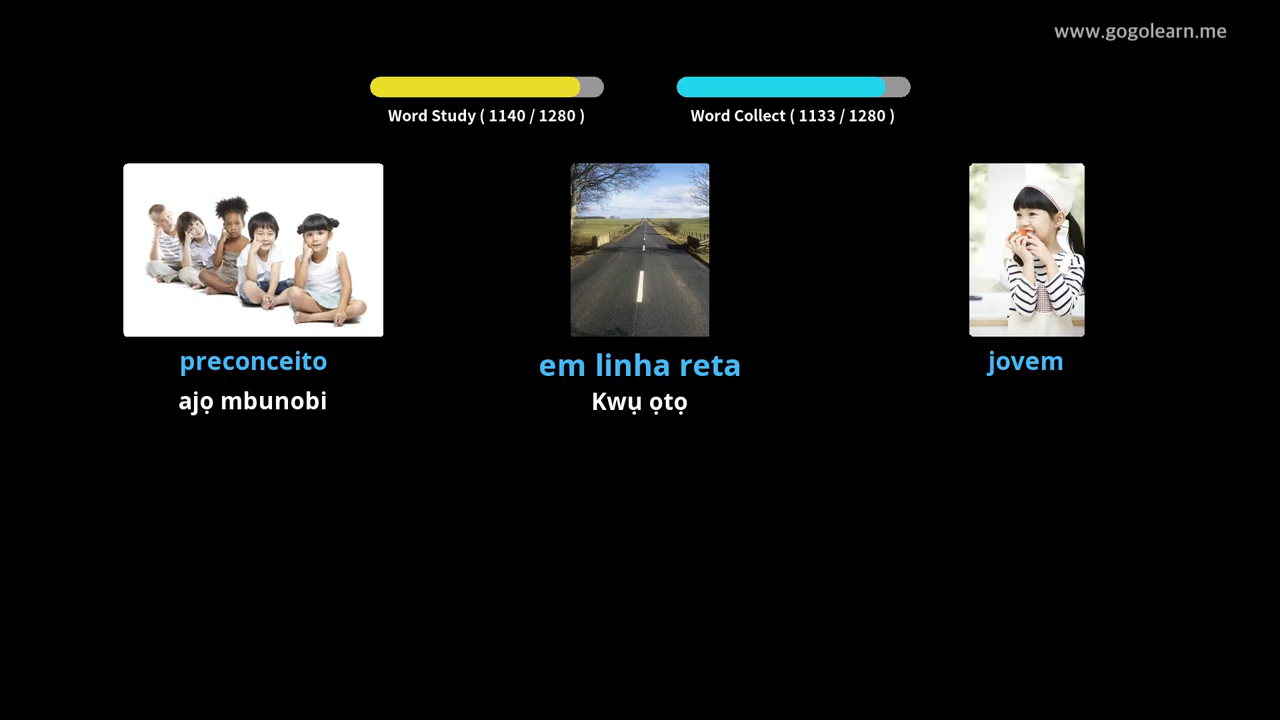 www.gogolearn.me
Word Study ( 1140 / 1280 )
Word Collect ( 1133 / 1280 )
preconceito
ajọ mbunobi
em linha reta
Kwụ ọtọ
jovem